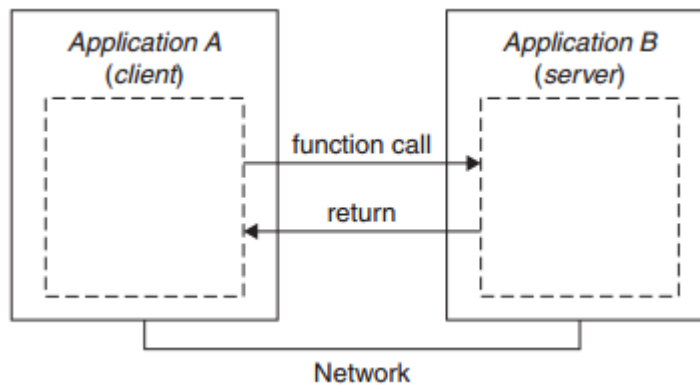 Application A
(client)
Application B
(server)
function call
return
Network